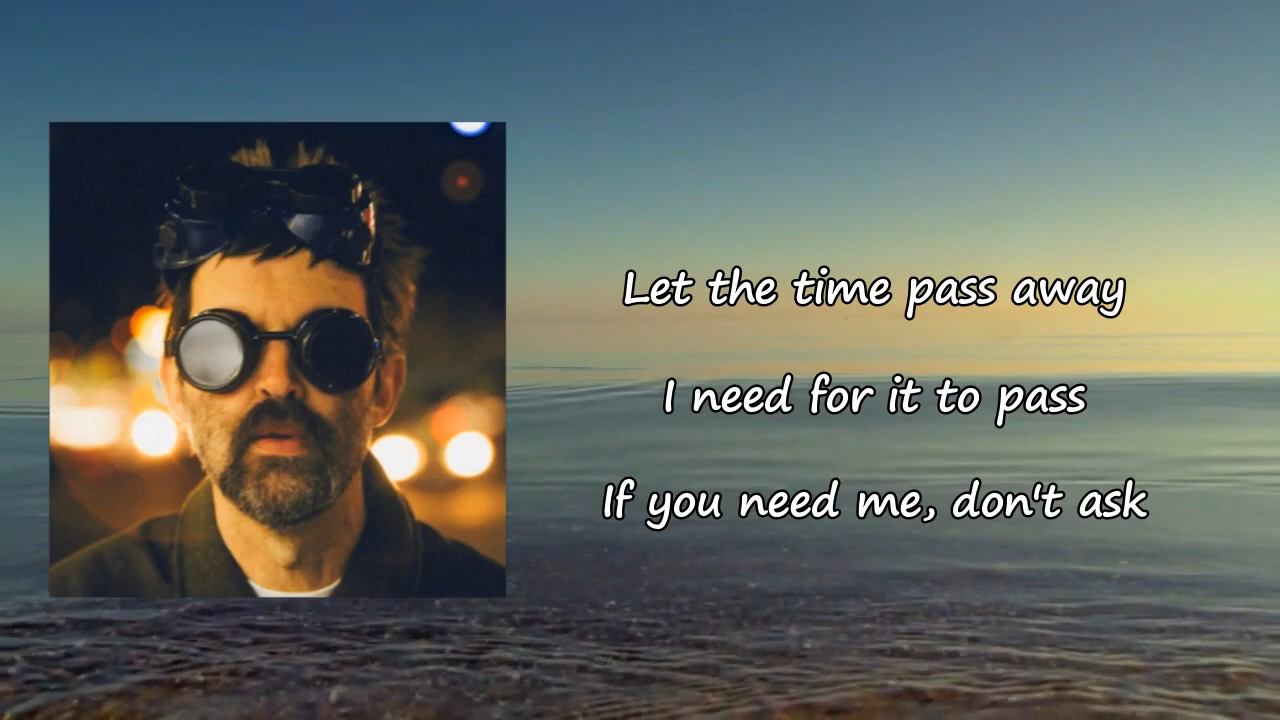 Let the time pass away
I need for it to pass
If you need me, don't ask